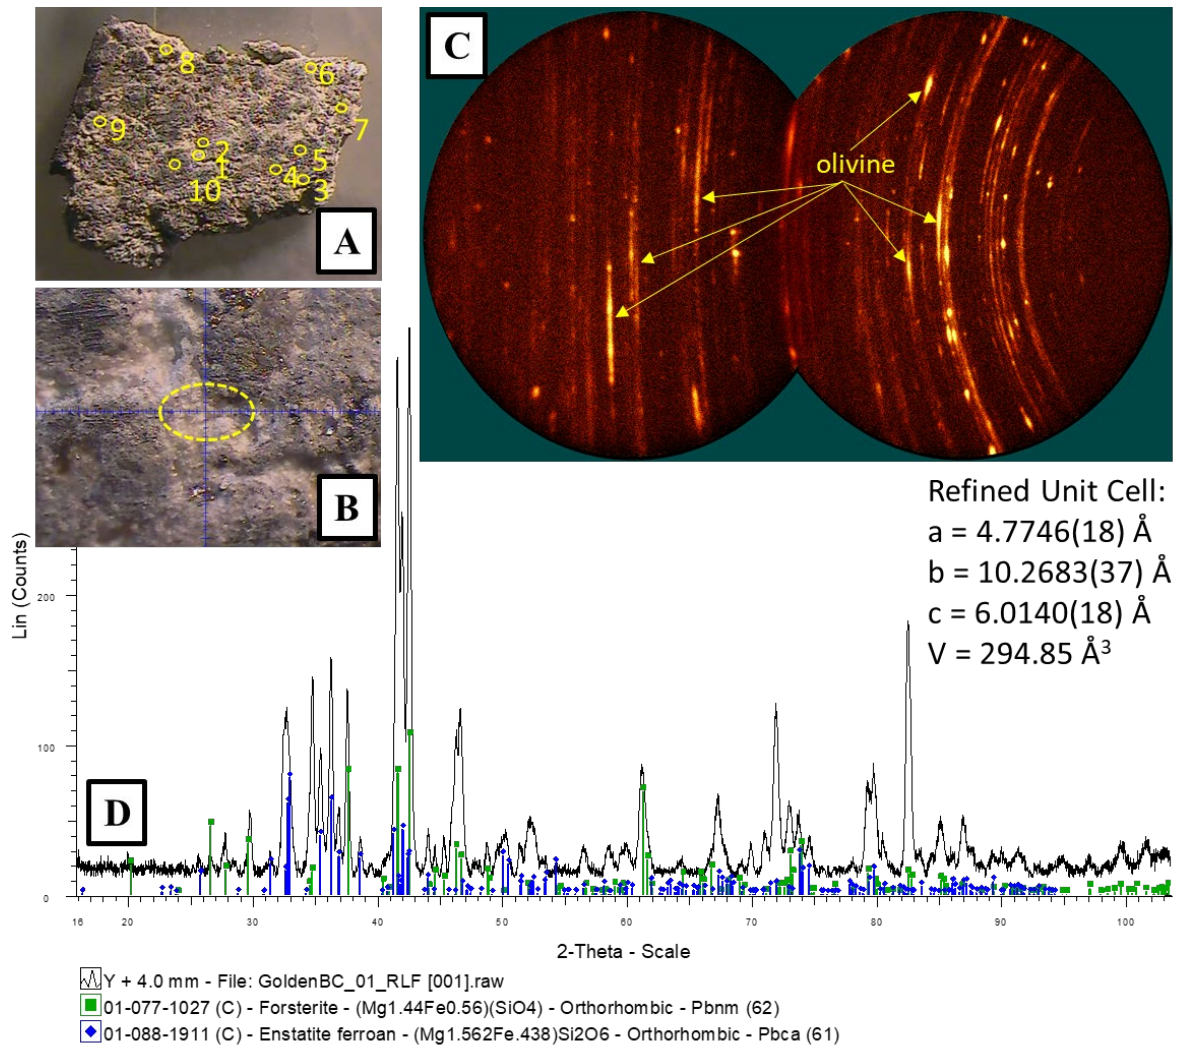 A
8
6
7
9
2
1
5
4
10
3
B
C
olivine
Refined Unit Cell:
a = 4.7746(18) Å
b = 10.2683(37) Å
c = 6.0140(18) Å
V = 294.85 Å³
D
Lin (Counts)
200
100
0
16 20 30 40 50 60 70 80 90 100
2-Theta - Scale
Y + 4.0 mm - File: GoldenBC_01_RLF [001].raw
01-077-1027 (C) - Forsterite - (Mg1.44Fe0.56)(SiO4) - Orthorhombic - Pbnm (62)
01-088-1911 (C) - Enstatite ferroan - (Mg1.562Fe.438)Si2O6 - Orthorhombic - Pbca (61)